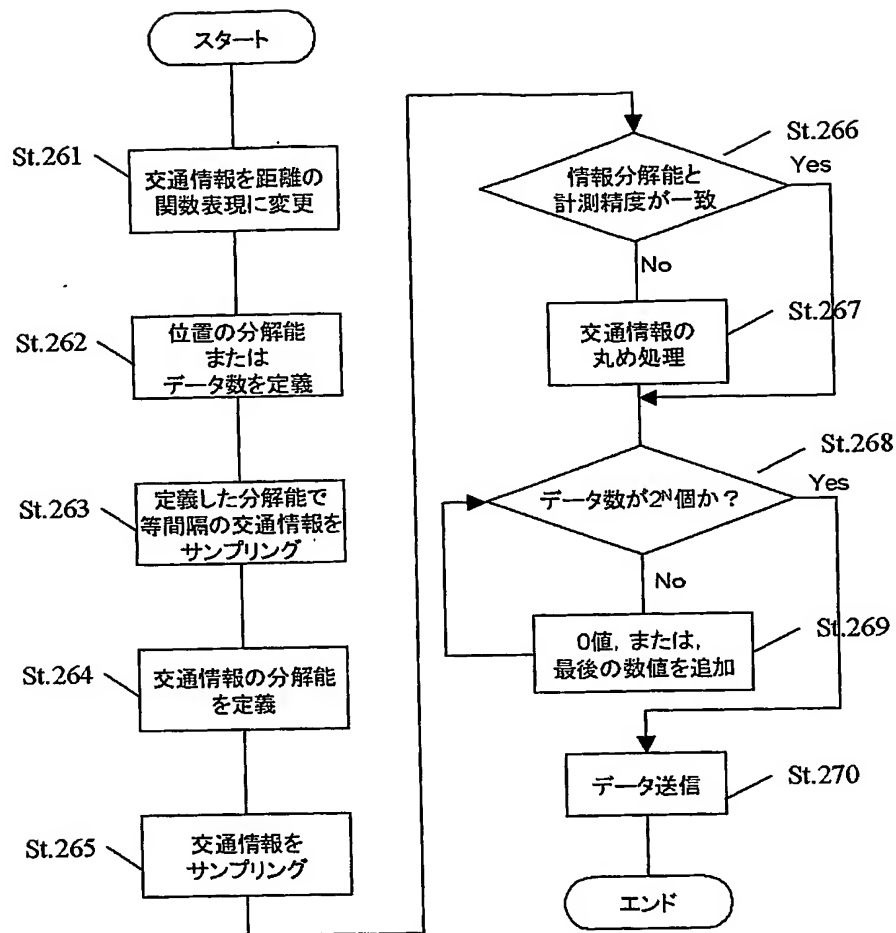 スタート
St.261
交通情報を距離の
関数表現に変更
St.262
位置の分解能
または
データ数を定義
St.263
定義した分解能で
等間隔の交通情報を
サンプリング
St.264
交通情報の分解能
を定義
St.265
交通情報を
サンプリング
St.266
情報分解能と
計測精度が一致
Yes
No
St.267
交通情報の
丸め処理
St.268
データ数が2ᴺ個か？
Yes
No
St.269
0値，または，
最後の数値を追加
St.270
データ送信
エンド